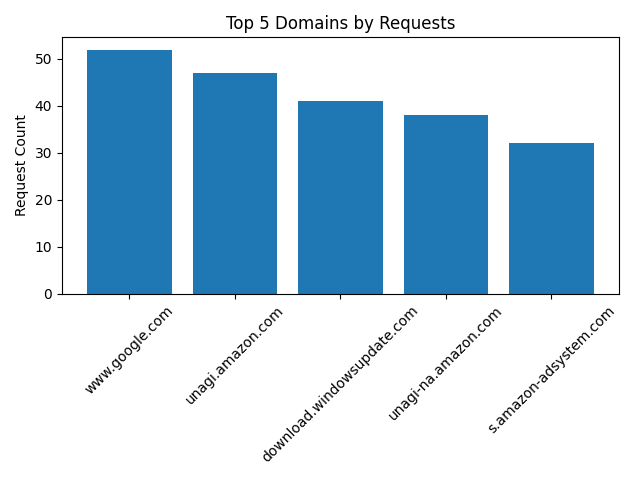 Top 5 Domains by Requests
Request Count
50
40
30
20
10
0
www.google.com
unagi.amazon.com
download.windowsupdate.com
unagi-na.amazon.com
s.amazon-adsystem.com